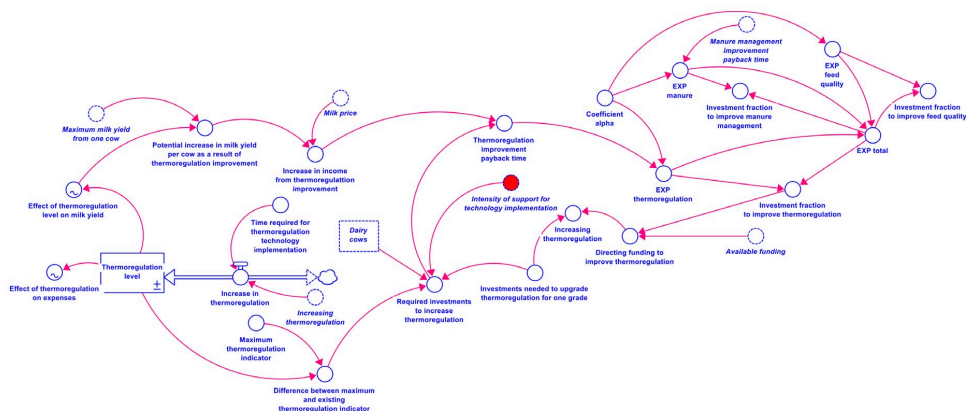 Manure management
improvement
payback time
EXP
feed
quality
EXP
manure
Investment fraction
to improve manure
management
Investment fraction
to improve feed quality
Coefficient
alpha
EXP total
Maximum milk yield
from one cow
Milk price
Potential increase in milk yield
per cow as a result of
thermoregulation improvement
Increase in income
from thermoregulattion
improvement
Thermoregulation
improvement
payback time
EXP
thermoregulation
Investment fraction
to improve thermoregulation
Effect of thermoregulation
level on milk yield
Time required for
thermoregulation
technology
implementation
Intensity of support for
technology implementation
Dairy
cows
Increasing
thermoregulation
Directing funding to
improve thermoregulation
Available funding
Thermoregulation
level
±
Effect of thermoregulation
on expenses
Increase in
thermoregulation
Increasing
thermoregulation
Required investments
to increase
thermoregulation
Investments needed to upgrade
thermoregulation for one grade
Maximum
thermoregulation
indicator
Difference between maximum
and existing
thermoregulation indicator